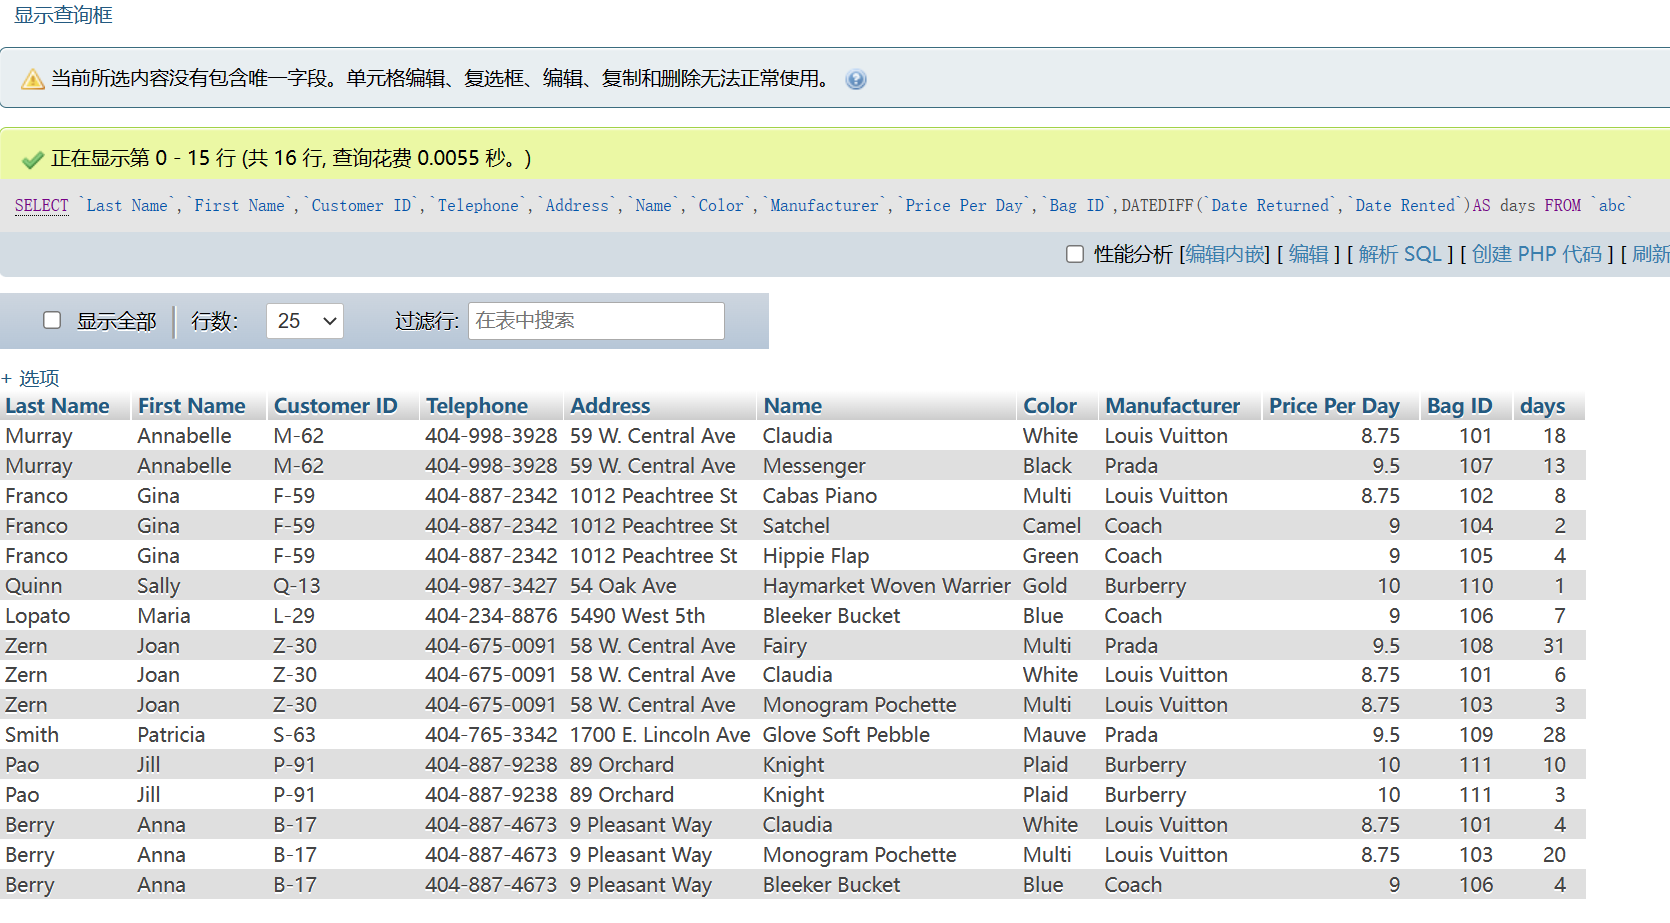 显示查询框
当前所选内容没有包含唯一字段。单元格编辑、复选框、编辑、复制和删除无法正常使用。
正在显示第 0 - 15 行 (共 16 行, 查询花费 0.0055 秒。)
SELECT `Last Name`,`First Name`,`Customer ID`,`Telephone`,`Address`,`Name`,`Color`,`Manufacturer`,`Price Per Day`,`Bag ID`,DATEDIFF(`Date Returned`,`Date Rented`)AS days FROM `abc`
性能分析 [编辑内嵌] [ 编辑 ] [ 解析 SQL ] [ 创建 PHP 代码 ] [ 刷新
显示全部 行数: 25 过滤行: 在表中搜索
+ 选项
Last Name First Name Customer ID Telephone Address Name Color Manufacturer Price Per Day Bag ID days
Murray Annabelle M-62 404-998-3928 59 W. Central Ave Claudia White Louis Vuitton 8.75 101 18
Murray Annabelle M-62 404-998-3928 59 W. Central Ave Messenger Black Prada 9.5 107 13
Franco Gina F-59 404-887-2342 1012 Peachtree St Cabas Piano Multi Louis Vuitton 8.75 102 8
Franco Gina F-59 404-887-2342 1012 Peachtree St Satchel Camel Coach 9 104 2
Franco Gina F-59 404-887-2342 1012 Peachtree St Hippie Flap Green Coach 9 105 4
Quinn Sally Q-13 404-987-3427 54 Oak Ave Haymarket Woven Warrier Gold Burberry 10 110 1
Lopato Maria L-29 404-234-8876 5490 West 5th Bleeker Bucket Blue Coach 9 106 7
Zern Joan Z-30 404-675-0091 58 W. Central Ave Fairy Multi Prada 9.5 108 31
Zern Joan Z-30 404-675-0091 58 W. Central Ave Claudia White Louis Vuitton 8.75 101 6
Zern Joan Z-30 404-675-0091 58 W. Central Ave Monogram Pochette Multi Louis Vuitton 8.75 103 3
Smith Patricia S-63 404-765-3342 1700 E. Lincoln Ave Glove Soft Pebble Mauve Prada 9.5 109 28
Pao Jill P-91 404-887-9238 89 Orchard Knight Plaid Burberry 10 111 10
Pao Jill P-91 404-887-9238 89 Orchard Knight Plaid Burberry 10 111 3
Berry Anna B-17 404-887-4673 9 Pleasant Way Claudia White Louis Vuitton 8.75 101 4
Berry Anna B-17 404-887-4673 9 Pleasant Way Monogram Pochette Multi Louis Vuitton 8.75 103 20
Berry Anna B-17 404-887-4673 9 Pleasant Way Bleeker Bucket Blue Coach 9 106 4